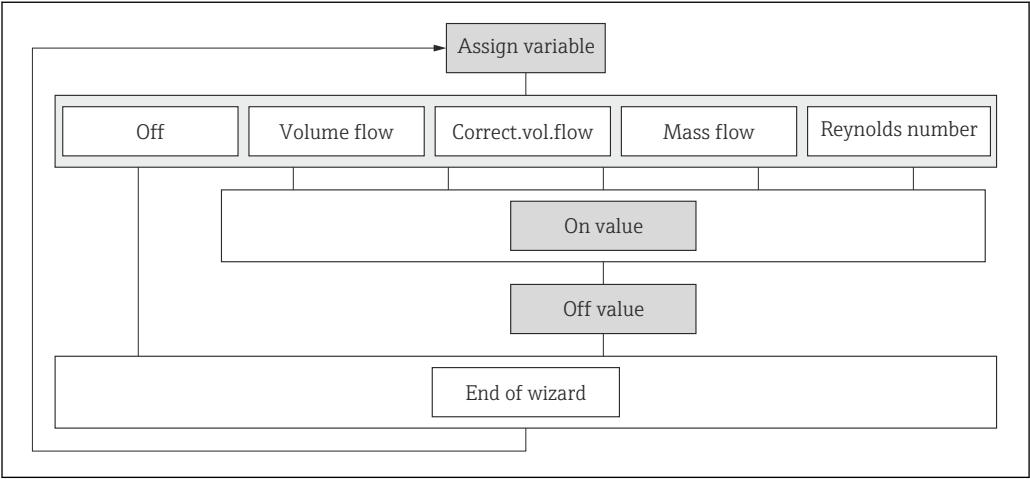 Assign variable
Off
Volume flow
Correct.vol.flow
Mass flow
Reynolds number
On value
Off value
End of wizard